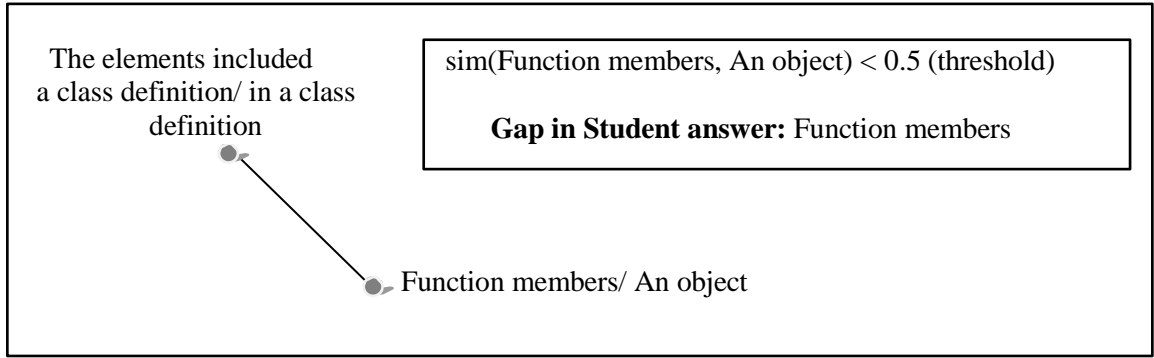 The elements included
a class definition/ in a class
definition
sim(Function members, An object) < 0.5 (threshold)
Gap in Student answer: Function members
Function members/ An object